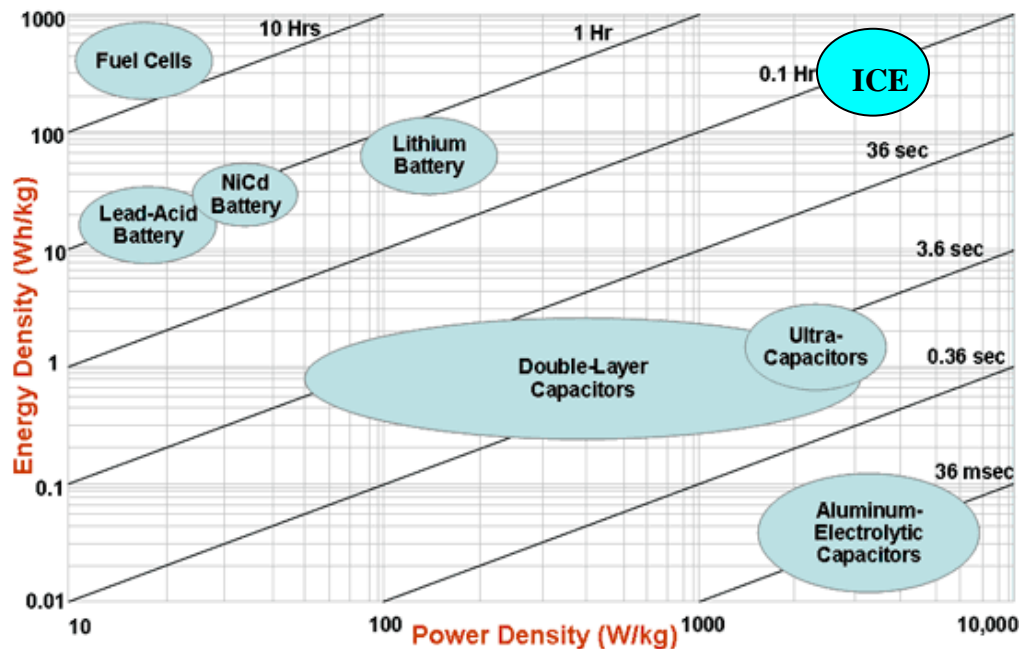 1000
10 Hrs
1 Hr
Fuel Cells
0.1 Hr
ICE
100
Lithium
Battery
36 sec
NiCd
Battery
Lead-Acid
Battery
10
3.6 sec
Energy Density (Wh/kg)
1
Double-Layer
Capacitors
Ultra-
Capacitors
0.36 sec
0.1
36 msec
Aluminum-
Electrolytic
Capacitors
0.01
10
100
Power Density (W/kg)
1000
10,000